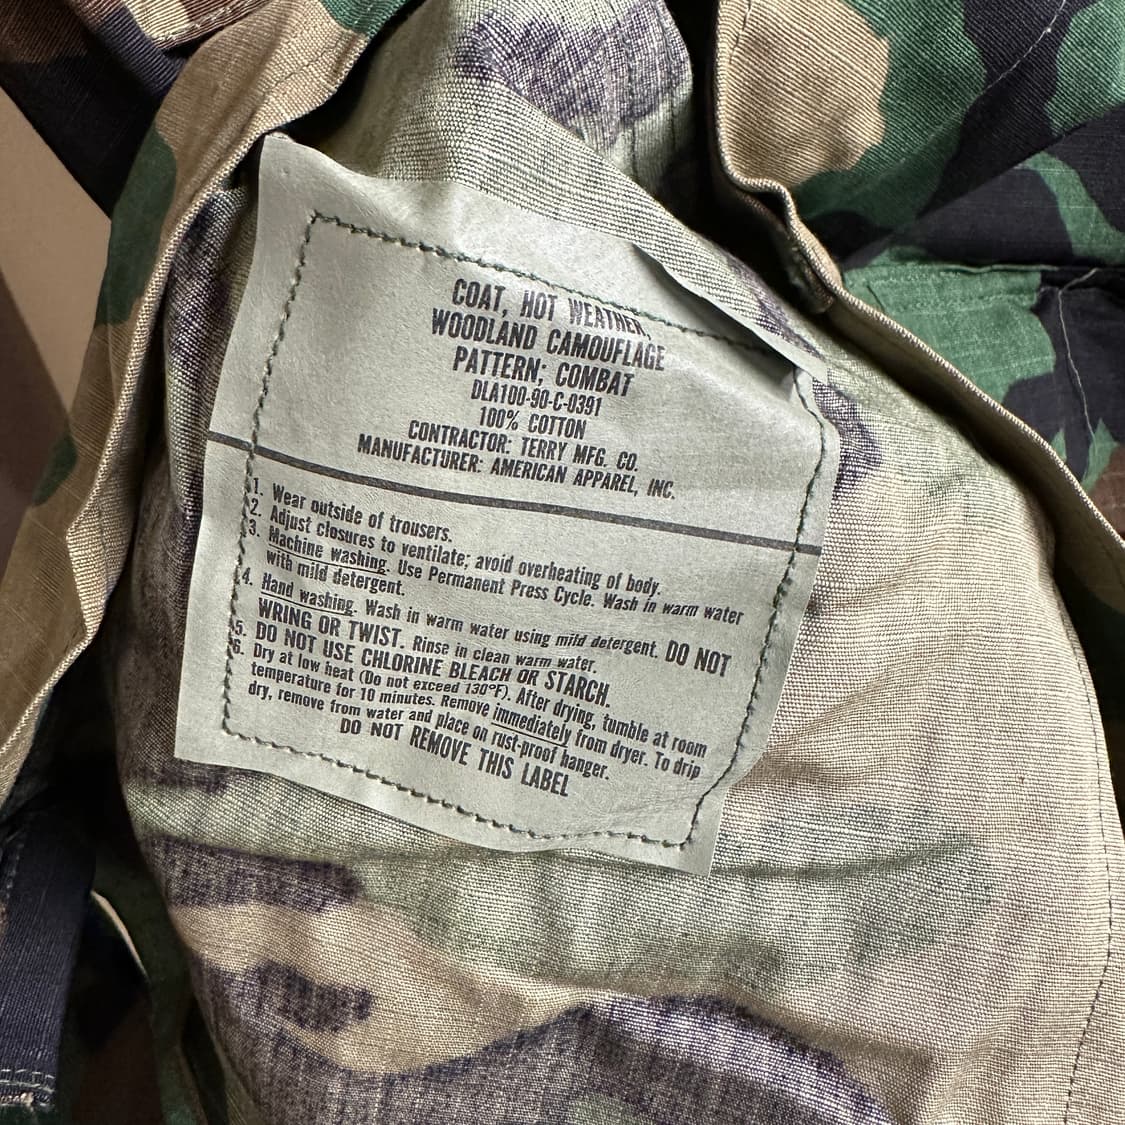 COAT, HOT WEATHER,
WOODLAND CAMOUFLAGE
PATTERN; COMBAT
DLA100-90-C-0391
100% COTTON
CONTRACTOR: TERRY MFG. CO.
MANUFACTURER: AMERICAN APPAREL, INC.
1. Wear outside of trousers.
2. Adjust closures to ventilate; avoid overheating of body.
3. Machine washing. Use Permanent Press Cycle. Wash in warm water
with mild detergent.
4. Hand washing. Wash in warm water using mild detergent. DO NOT
WRING OR TWIST. Rinse in clean warm water.
5. DO NOT USE CHLORINE BLEACH OR STARCH.
6. Dry at low heat (Do not exceed 130°F). After drying, tumble at room
temperature for 10 minutes. Remove immediately from dryer. To drip
dry, remove from water and place on rust-proof hanger.
DO NOT REMOVE THIS LABEL